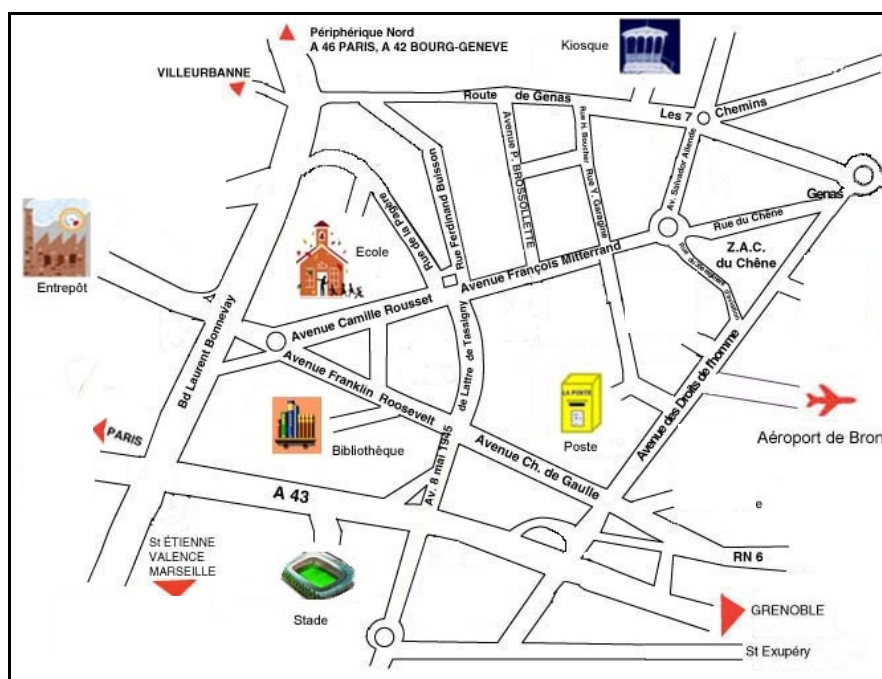 Périphérique Nord
A 46 PARIS, A 42 BOURG-GENEVE
Kiosque
VILLEURBANNE
Route de Genas
Les 7 Chemins
Rue H. Boucher
Avenue P. BROSSOLLETTE
Rue Ferdinand Buisson
Rue de la Pagère
Rue V. Garagine
Av. Salvador Allende
Genas
Rue du Chêne
Z.A.C.
du Chêne
Ecole
Entrepôt
Avenue François Mitterrand
Avenue Camille Rousset
Bd Laurent Bonnevay
de Lattre de Tassigny
Avenue Franklin Roosevelt
Avenue des Droits de l'homme
LA POSTE
Poste
Aéroport de Bron
PARIS
Bibliothèque
Av. 8 mai 1945
Avenue Ch. de Gaulle
A 43
e
RN 6
St ÉTIENNE
VALENCE
MARSEILLE
Stade
GRENOBLE
St Exupéry